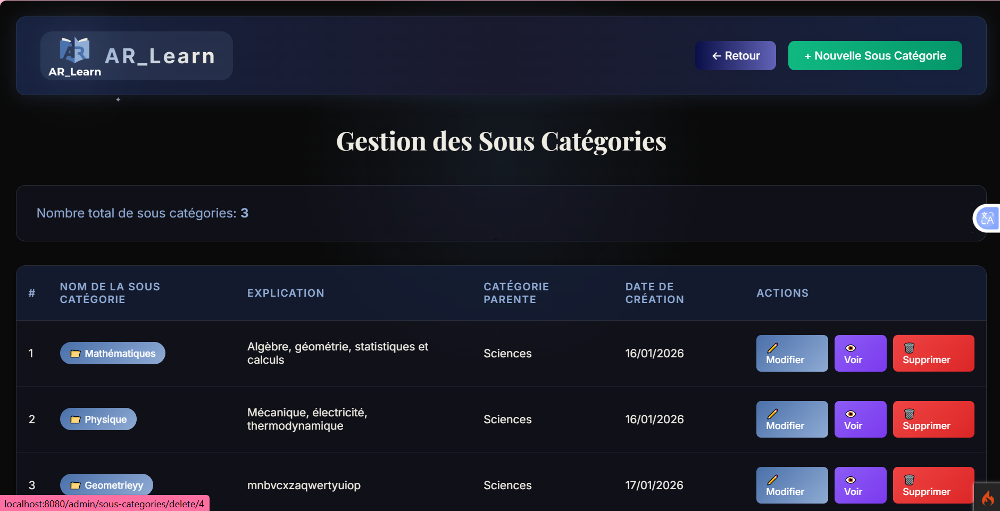 AR
AR_Learn
AR_Learn
← Retour
+ Nouvelle Sous Catégorie
Gestion des Sous Catégories
Nombre total de sous catégories: 3
文A
# NOM DE LA SOUS CATÉGORIE EXPLICATION CATÉGORIE PARENTE DATE DE CRÉATION ACTIONS
1 Mathématiques Algèbre, géométrie, statistiques et calculs Sciences 16/01/2026 Modifier Voir Supprimer
2 Physique Mécanique, électricité, thermodynamique Sciences 16/01/2026 Modifier Voir Supprimer
3 Geometrieyy mnbvcxzaqwertyuiop Sciences 17/01/2026 Modifier Voir Supprimer
localhost:8080/admin/sous-categories/delete/4